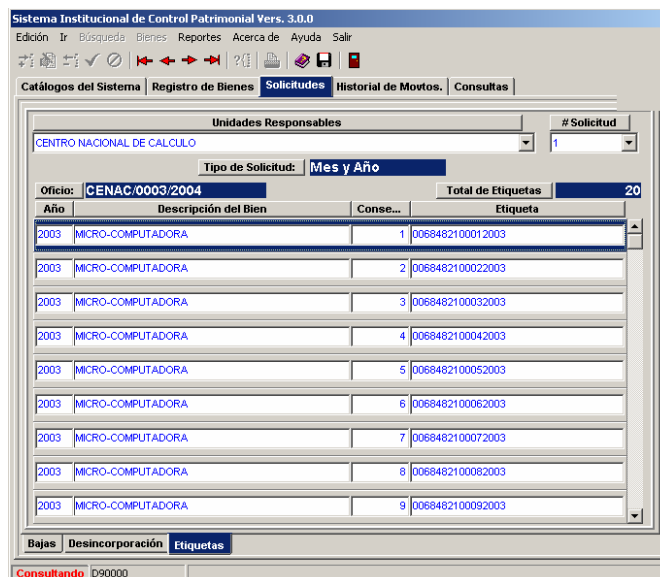 Sistema Institucional de Control Patrimonial Vers. 3.0.0
Edición Ir Búsqueda Bienes Reportes Acerca de Ayuda Salir
Catálogos del Sistema Registro de Bienes Solicitudes Historial de Movtos. Consultas
Unidades Responsables # Solicitud
CENTRO NACIONAL DE CALCULO 1
Tipo de Solicitud: Mes y Año
Oficio: CENAC/0003/2004 Total de Etiquetas 20
Año Descripción del Bien Conse... Etiqueta
2003 MICRO-COMPUTADORA 1 0068482100012003
2003 MICRO-COMPUTADORA 2 0068482100022003
2003 MICRO-COMPUTADORA 3 0068482100032003
2003 MICRO-COMPUTADORA 4 0068482100042003
2003 MICRO-COMPUTADORA 5 0068482100052003
2003 MICRO-COMPUTADORA 6 0068482100062003
2003 MICRO-COMPUTADORA 7 0068482100072003
2003 MICRO-COMPUTADORA 8 0068482100082003
2003 MICRO-COMPUTADORA 9 0068482100092003
Bajas Desincorporación Etiquetas
Consultando D90000